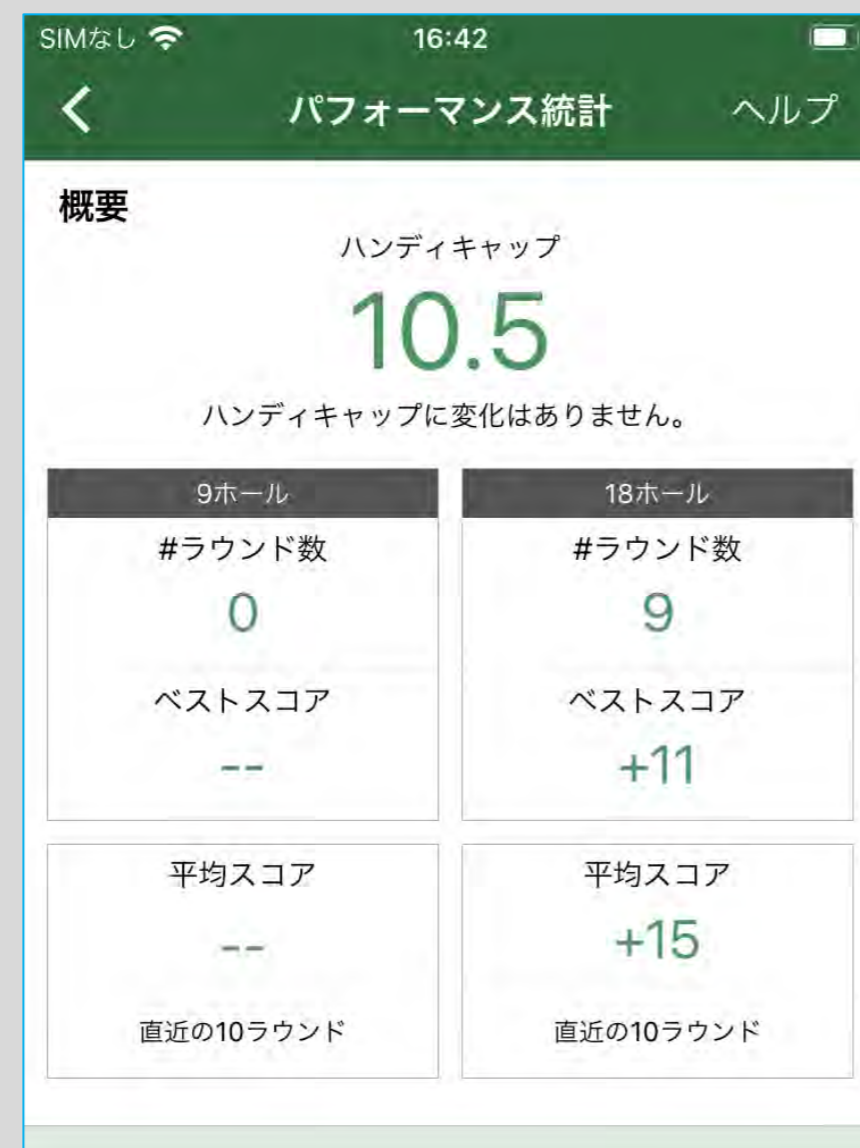 SIMなし 16:42
パフォーマンス統計 ヘルプ
概要
ハンディキャップ
10.5
ハンディキャップに変化はありません。
9ホール
#ラウンド数
0
ベストスコア
--
平均スコア
--
直近の10ラウンド
18ホール
#ラウンド数
9
ベストスコア
+11
平均スコア
+15
直近の10ラウンド